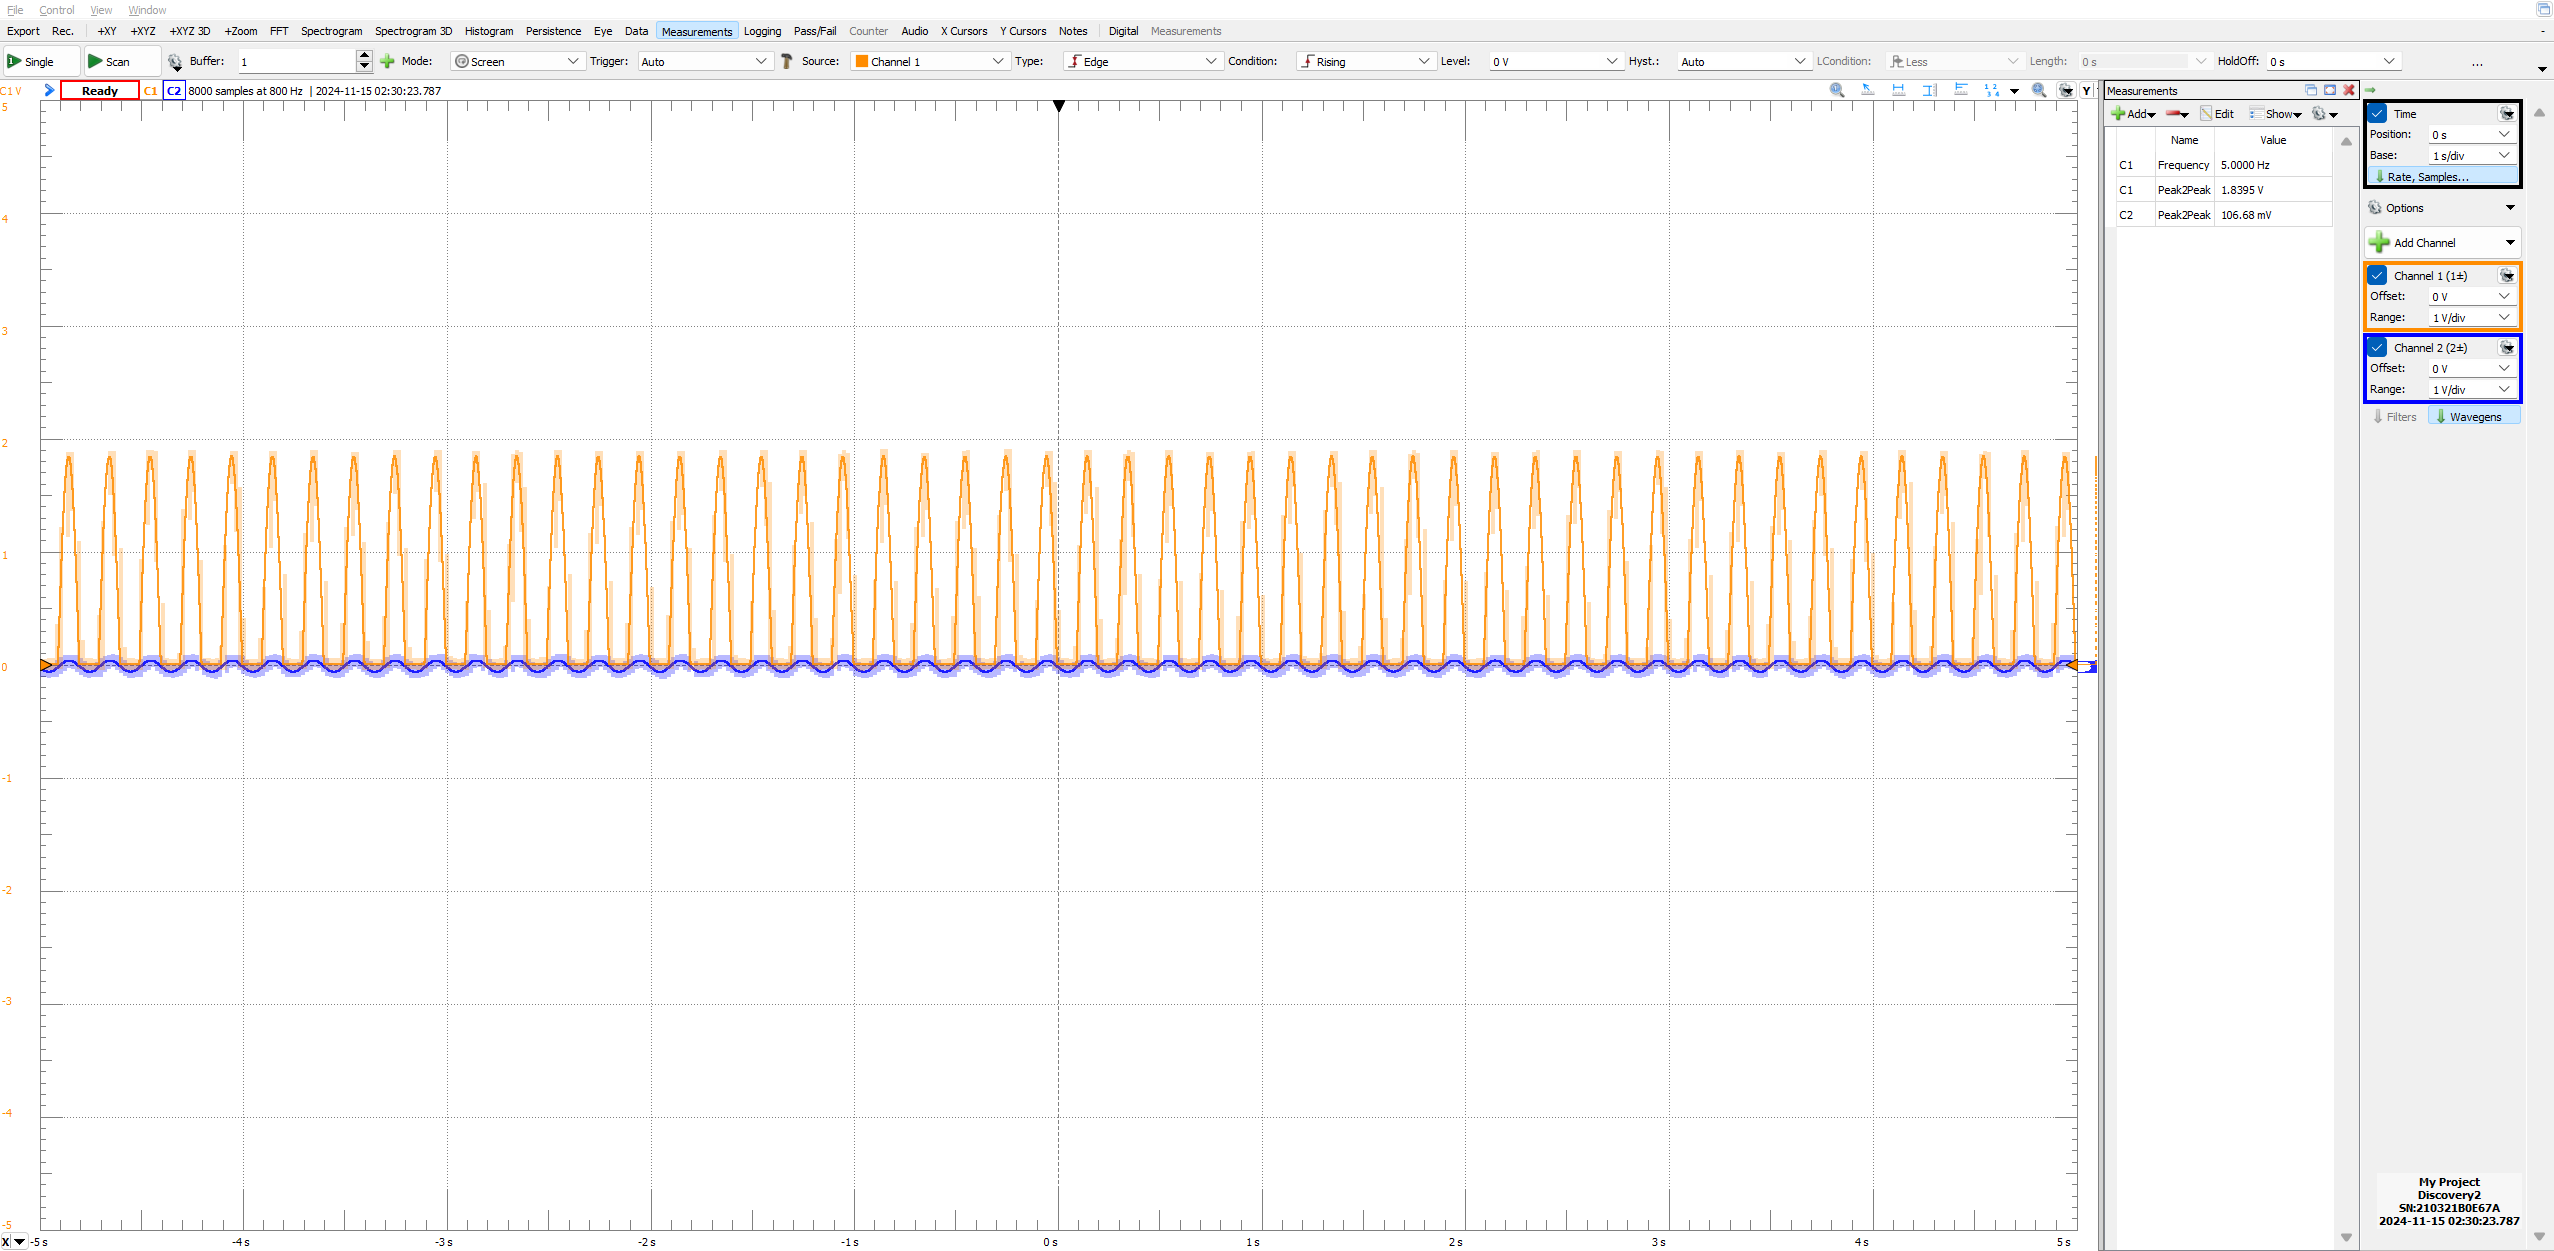 File Control View Window
Export Rec. +XY +XYZ +XYZ 3D +Zoom FFT Spectrogram Spectrogram 3D Histogram Persistence Eye Data Measurements Logging Pass/Fail Counter Audio X Cursors Y Cursors Notes Digital Measurements
Single Scan Buffer: 1 Mode: Screen Trigger: Auto Source: Channel 1 Type: Edge Condition: Rising Level: 0 V Hyst.: Auto LCondition: Less Length: 0 s HoldOff: 0 s ...
C1 V Ready C1 C2 8000 samples at 800 Hz | 2024-11-15 02:30:23.787 Y
5
4
3
2
1
0
-1
-2
-3
-4
-5
X -5 s -4 s -3 s -2 s -1 s 0 s 1 s 2 s 3 s 4 s 5 s
Measurements
Add Edit Show
Name Value
C1 Frequency 5.0000 Hz
C1 Peak2Peak 1.8395 V
C2 Peak2Peak 106.68 mV
Time
Position: 0 s
Base: 1 s/div
Rate, Samples...
Options
Add Channel
Channel 1 (1±)
Offset: 0 V
Range: 1 V/div
Channel 2 (2±)
Offset: 0 V
Range: 1 V/div
Filters Wavegens
My Project
Discovery2
SN:210321B0E67A
2024-11-15 02:30:23.787